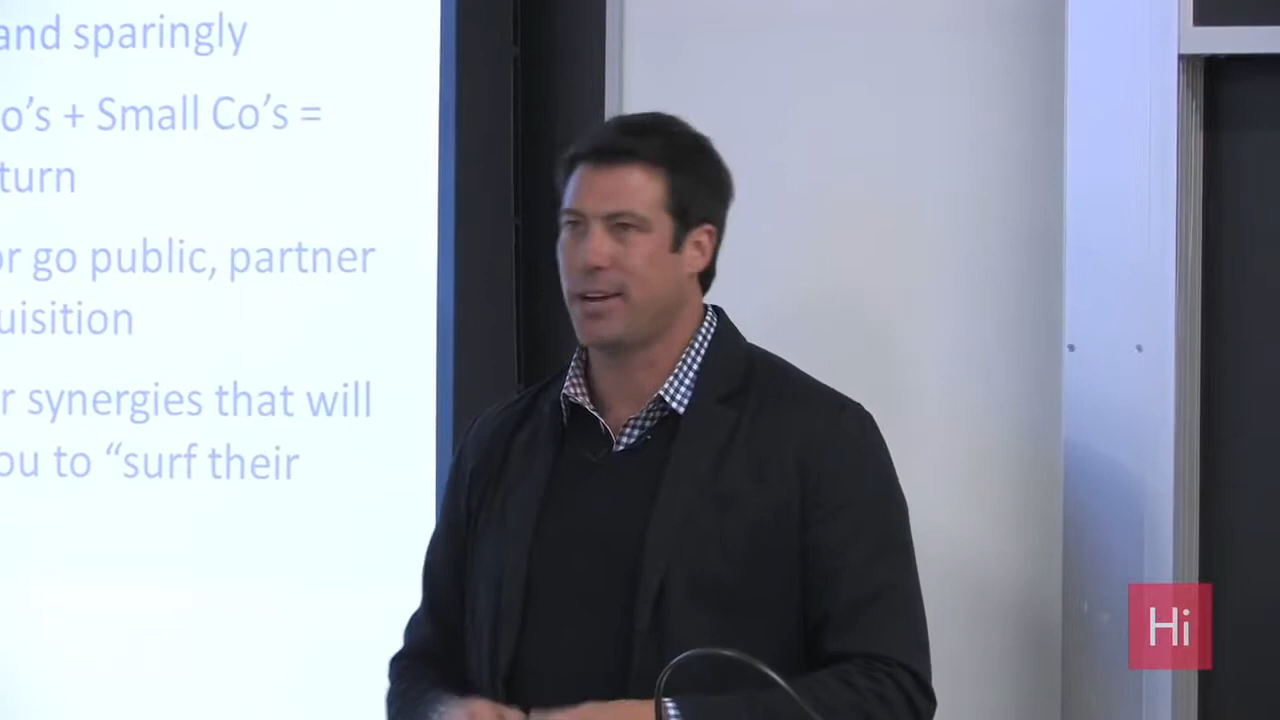 and sparingly
o's + Small Co's =
turn
or go public, partner
uisition
r synergies that will
ou to “surf their
Hi